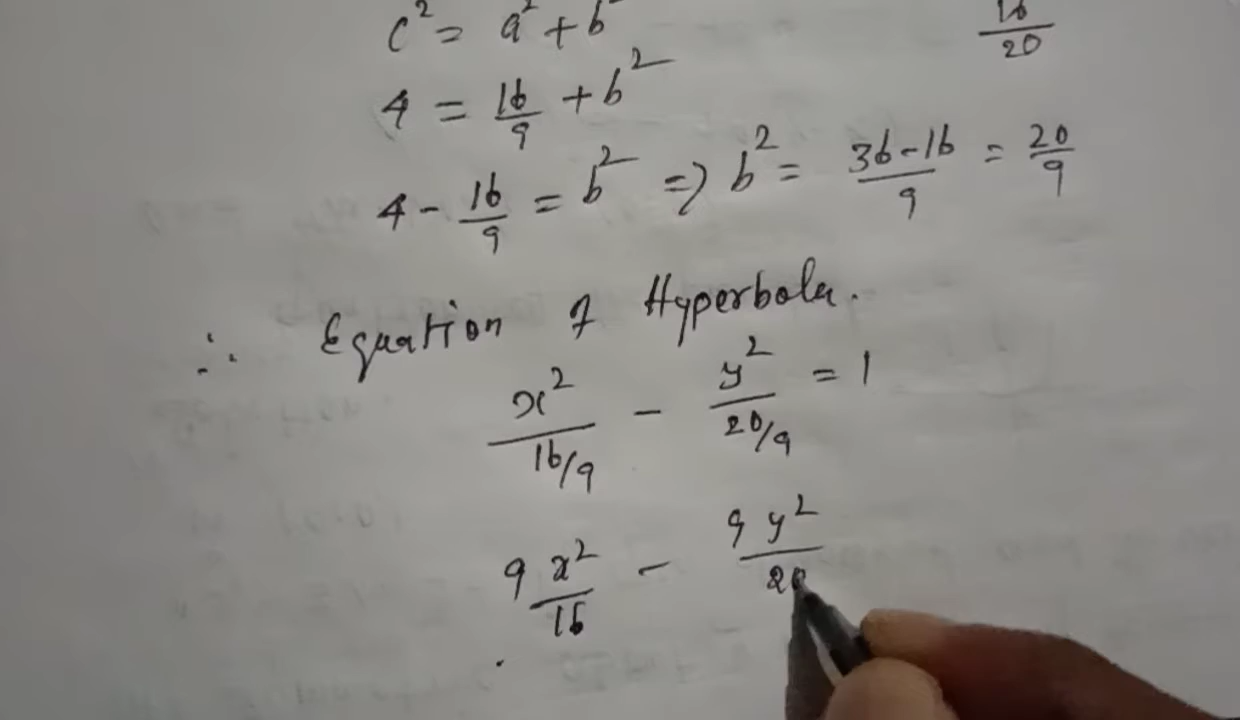 c² = a² + b²
16/20
4 = 16/9 + b²
4 - 16/9 = b² => b² = 36-16/9 = 20/9
∴ Equation of Hyperbola.
x²/16/9 - y²/20/9 = 1
9x²/16 - 9y²/20